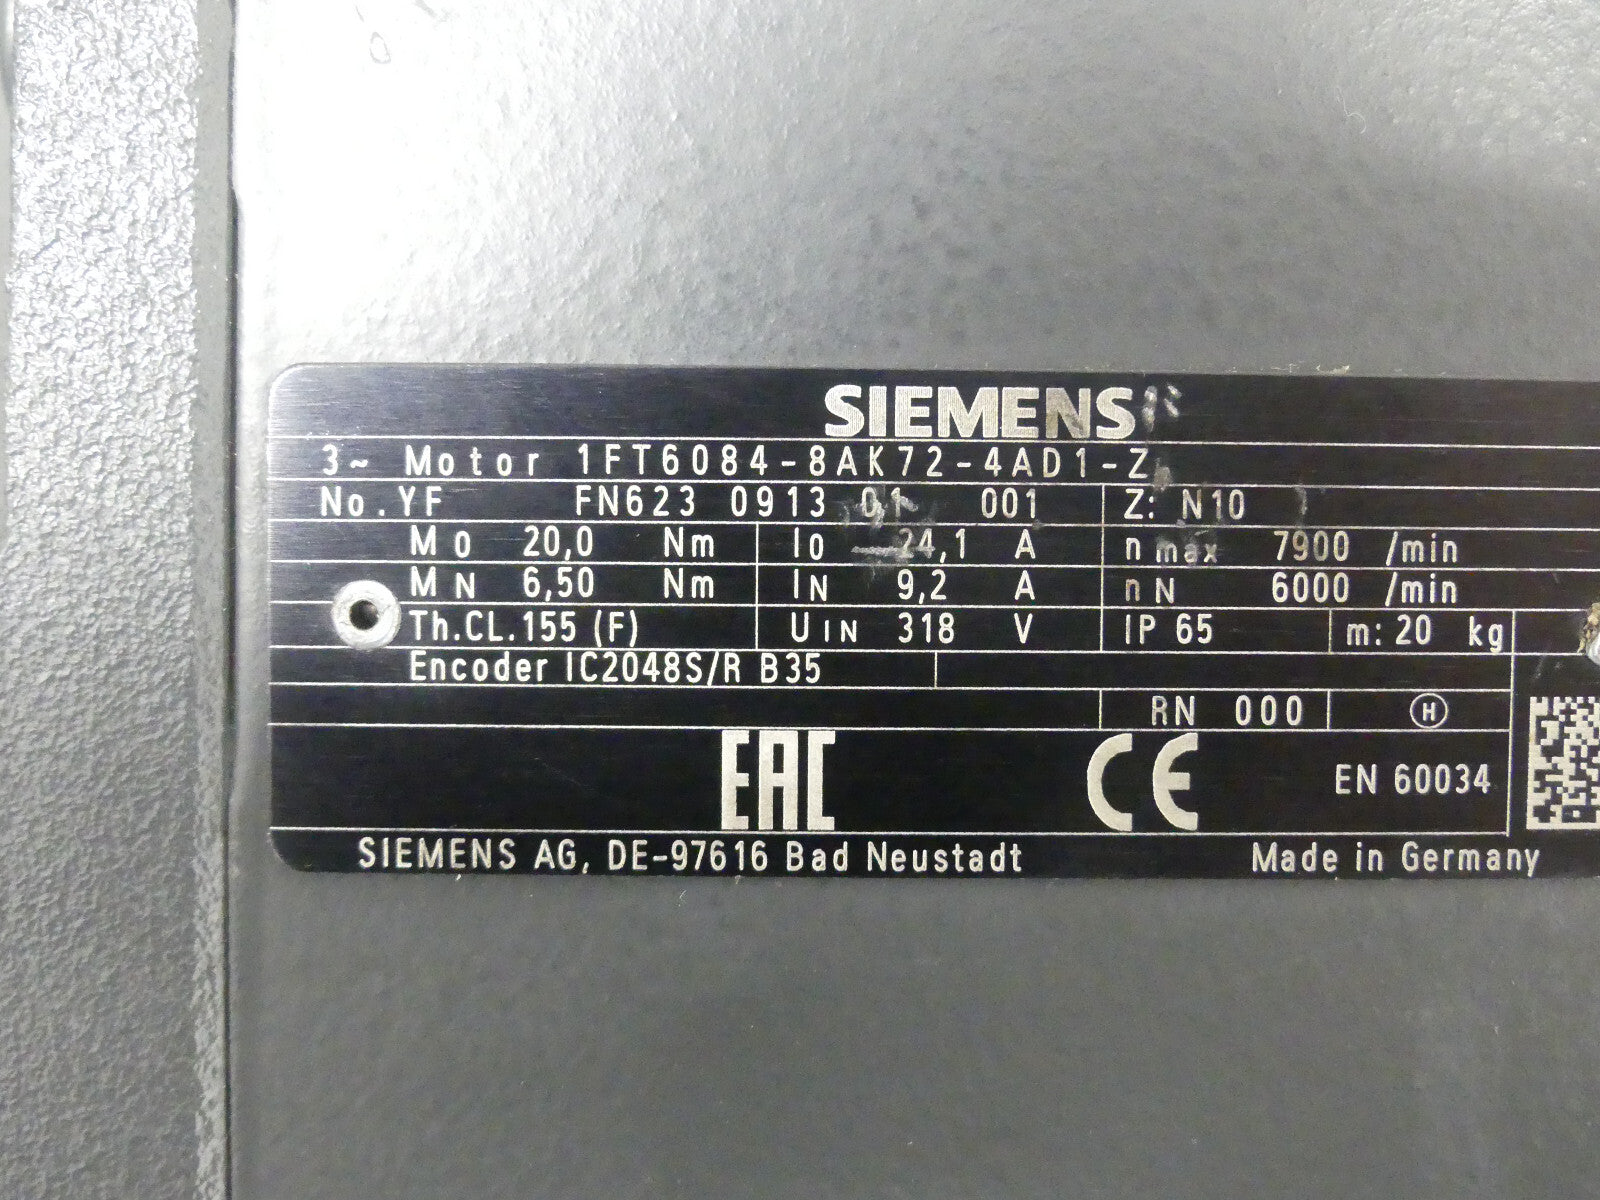 SIEMENS
3~ Motor 1FT6084-8AK72-4AD1-Z
No. YF FN623 0913 01 001 Z: N10
M0 20,0 Nm I0 24,1 A nmax 7900 /min
MN 6,50 Nm IN 9,2 A nN 6000 /min
Th.CL.155 (F) UIN 318 V IP 65 m: 20 kg
Encoder IC2048S/R B35
RN 000 H
EAC CE EN 60034
SIEMENS AG, DE-97616 Bad Neustadt Made in Germany